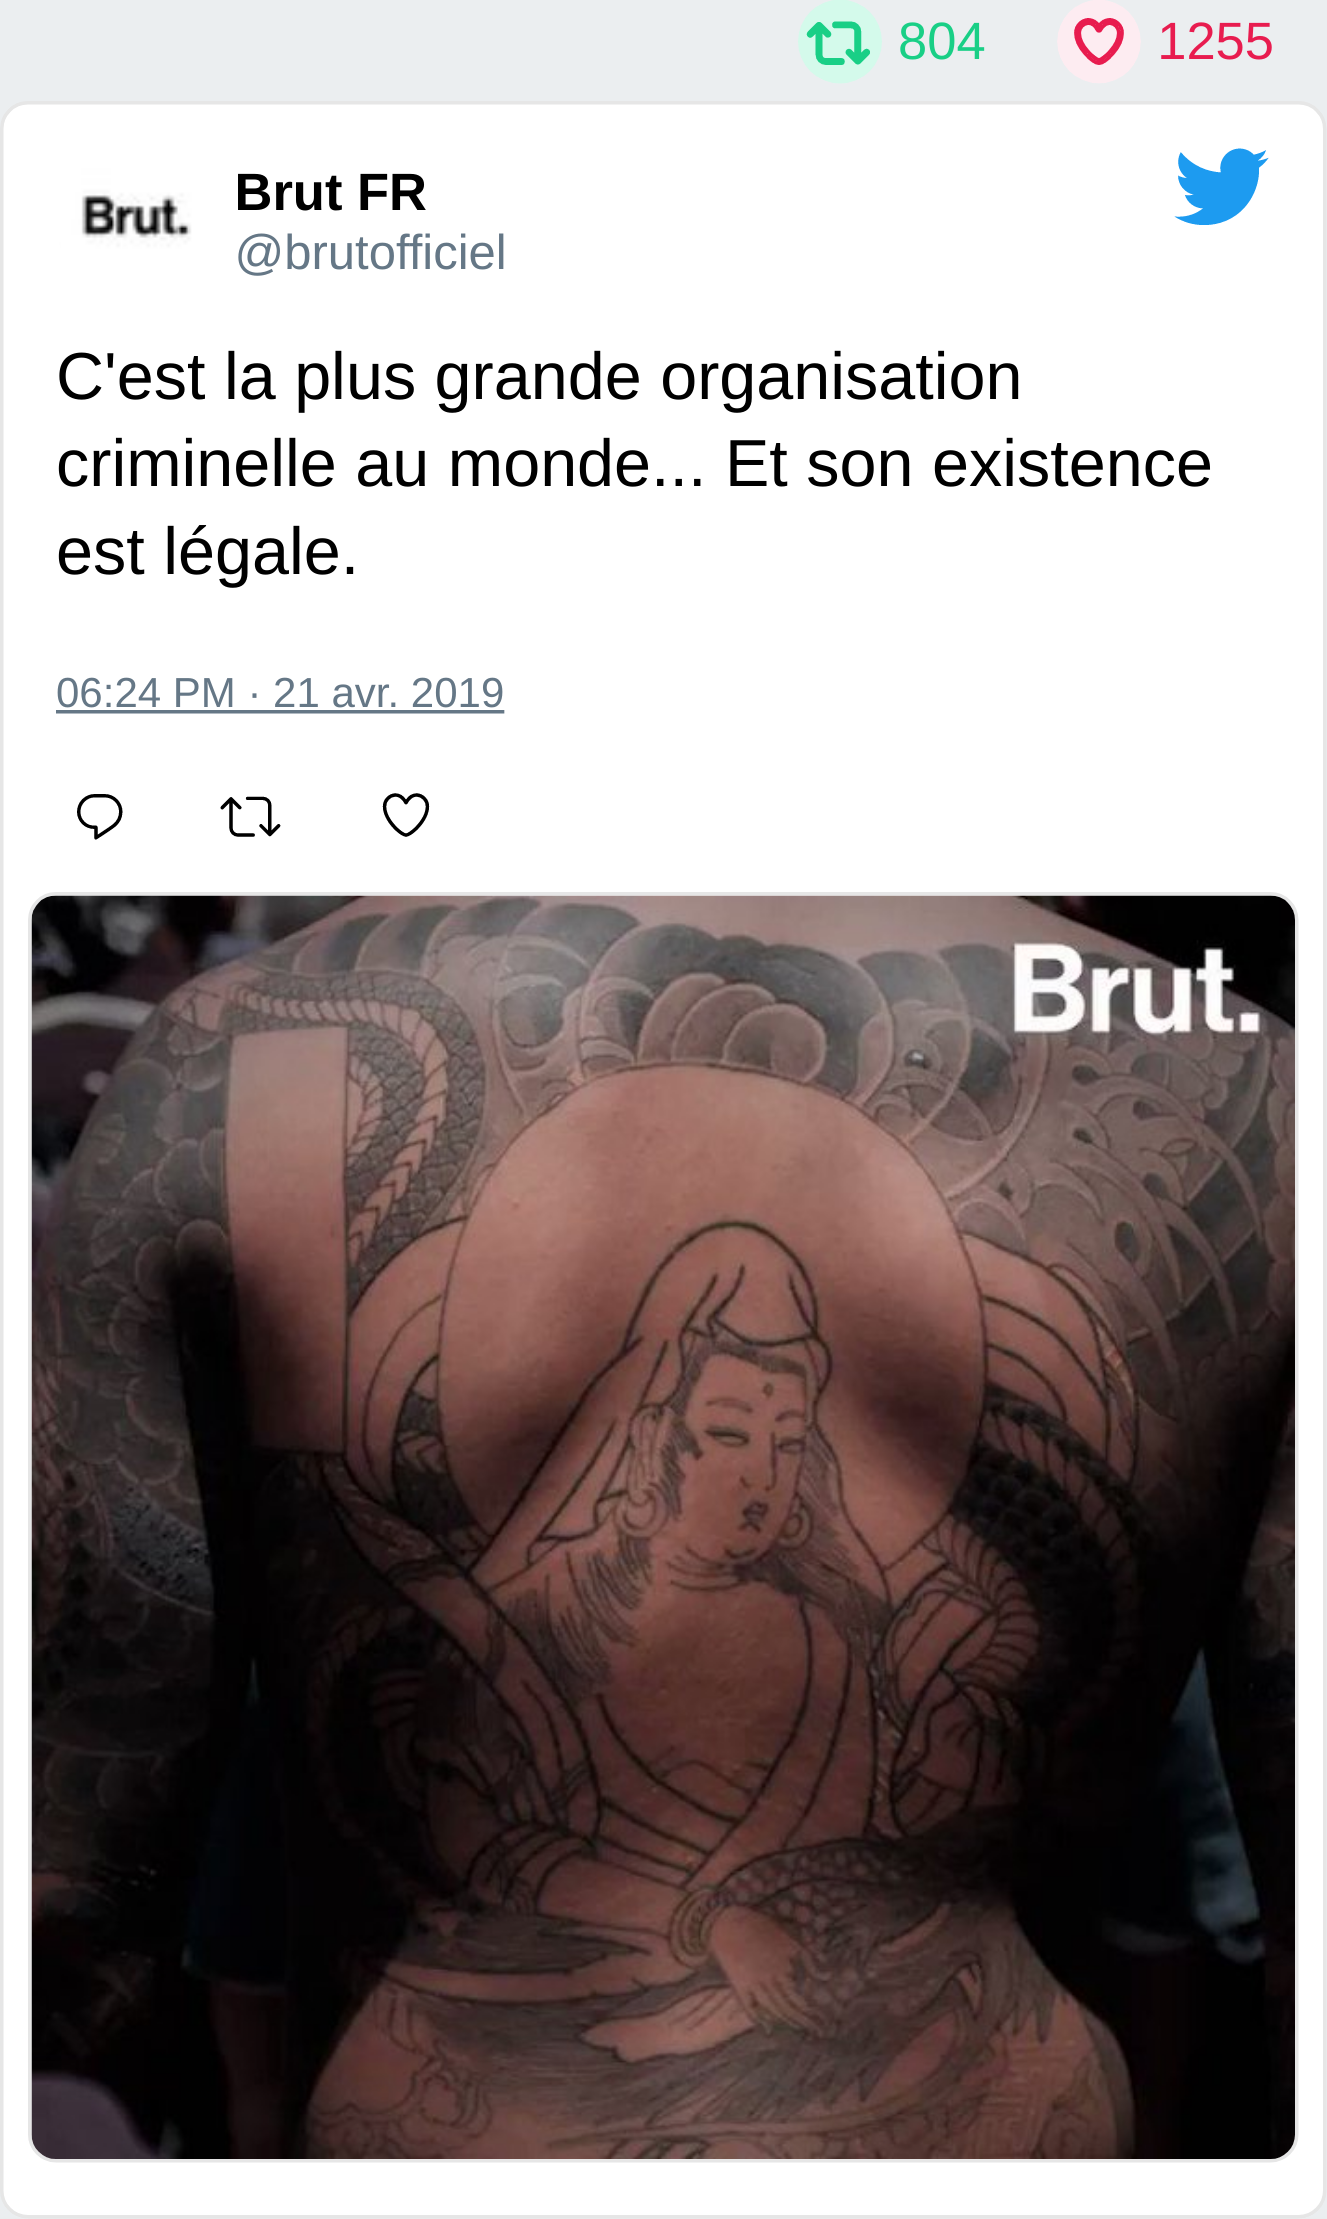 804 1255
Brut.
Brut FR
@brutofficiel
C'est la plus grande organisation
criminelle au monde... Et son existence
est légale.
06:24 PM · 21 avr. 2019
Brut.